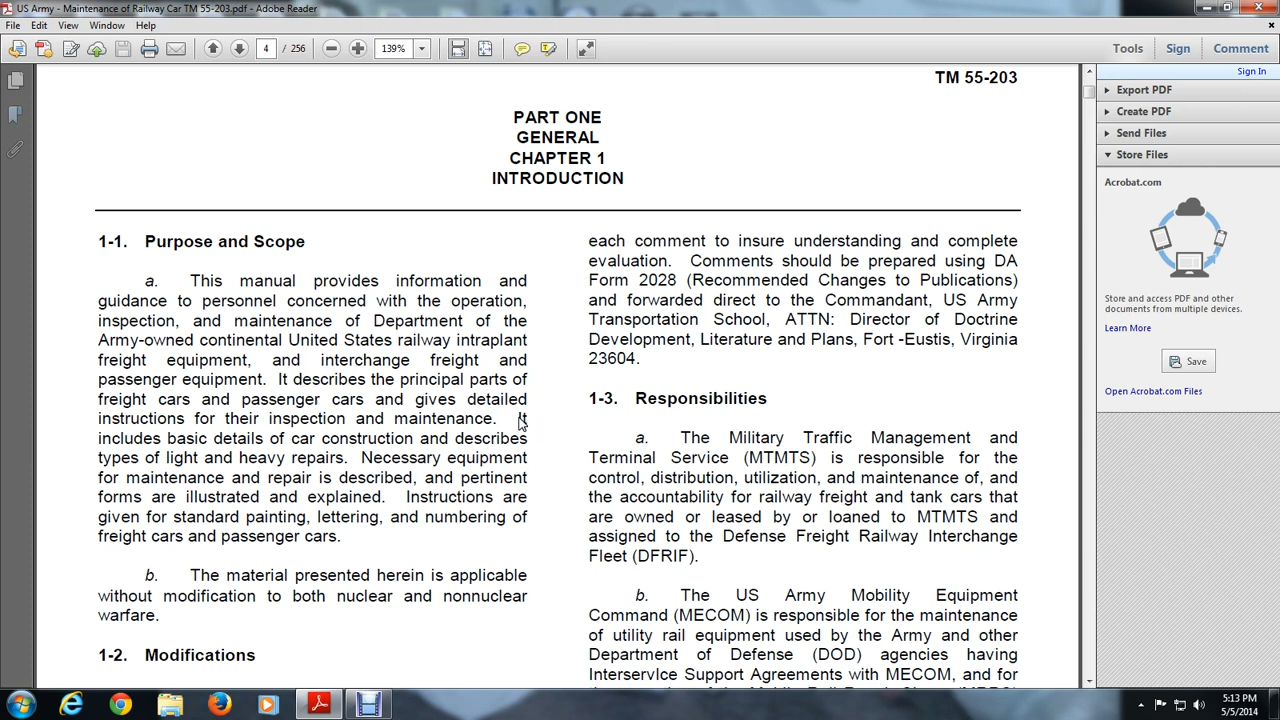 US Army - Maintenance of Railway Car TM 55-203.pdf - Adobe Reader
File Edit View Window Help
4 / 256 139% Tools Sign Comment
Sign In
Export PDF
Create PDF
Send Files
Store Files
Acrobat.com
Store and access PDF and other
documents from multiple devices.
Learn More
Save
Open Acrobat.com Files
TM 55-203
PART ONE
GENERAL
CHAPTER 1
INTRODUCTION
1-1. Purpose and Scope
a. This manual provides information and
guidance to personnel concerned with the operation,
inspection, and maintenance of Department of the
Army-owned continental United States railway intraplant
freight equipment, and interchange freight and
passenger equipment. It describes the principal parts of
freight cars and passenger cars and gives detailed
instructions for their inspection and maintenance. It
includes basic details of car construction and describes
types of light and heavy repairs. Necessary equipment
for maintenance and repair is described, and pertinent
forms are illustrated and explained. Instructions are
given for standard painting, lettering, and numbering of
freight cars and passenger cars.
b. The material presented herein is applicable
without modification to both nuclear and nonnuclear
warfare.
1-2. Modifications
each comment to insure understanding and complete
evaluation. Comments should be prepared using DA
Form 2028 (Recommended Changes to Publications)
and forwarded direct to the Commandant, US Army
Transportation School, ATTN: Director of Doctrine
Development, Literature and Plans, Fort -Eustis, Virginia
23604.
1-3. Responsibilities
a. The Military Traffic Management and
Terminal Service (MTMTS) is responsible for the
control, distribution, utilization, and maintenance of, and
the accountability for railway freight and tank cars that
are owned or leased by or loaned to MTMTS and
assigned to the Defense Freight Railway Interchange
Fleet (DFRIF).
b. The US Army Mobility Equipment
Command (MECOM) is responsible for the maintenance
of utility rail equipment used by the Army and other
Department of Defense (DOD) agencies having
InterservIce Support Agreements with MECOM, and for
5:13 PM
5/5/2014